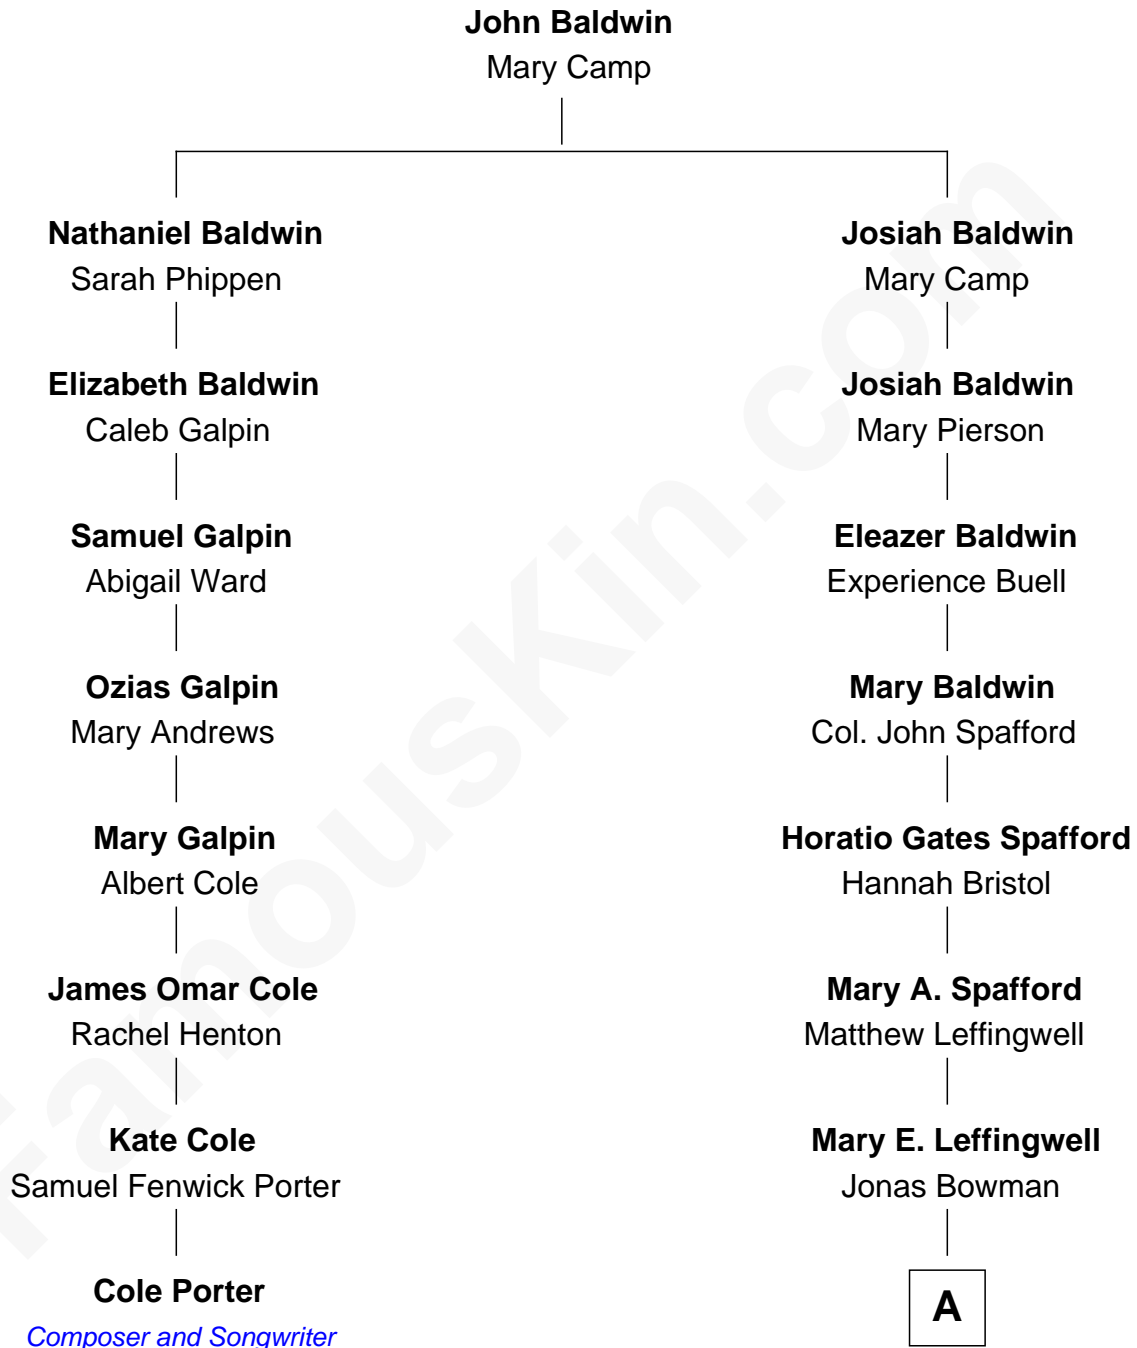 John Baldwin
Mary Camp
Nathaniel Baldwin
Sarah Phippen
Josiah Baldwin
Mary Camp
Elizabeth Baldwin
Caleb Galpin
Josiah Baldwin
Mary Pierson
Samuel Galpin
Abigail Ward
Eleazer Baldwin
Experience Buell
Ozias Galpin
Mary Andrews
Mary Baldwin
Col. John Spafford
Mary Galpin
Albert Cole
Horatio Gates Spafford
Hannah Bristol
James Omar Cole
Rachel Henton
Mary A. Spafford
Matthew Leffingwell
Kate Cole
Samuel Fenwick Porter
Mary E. Leffingwell
Jonas Bowman
Cole Porter
Composer and Songwriter
A
FamousKin.com